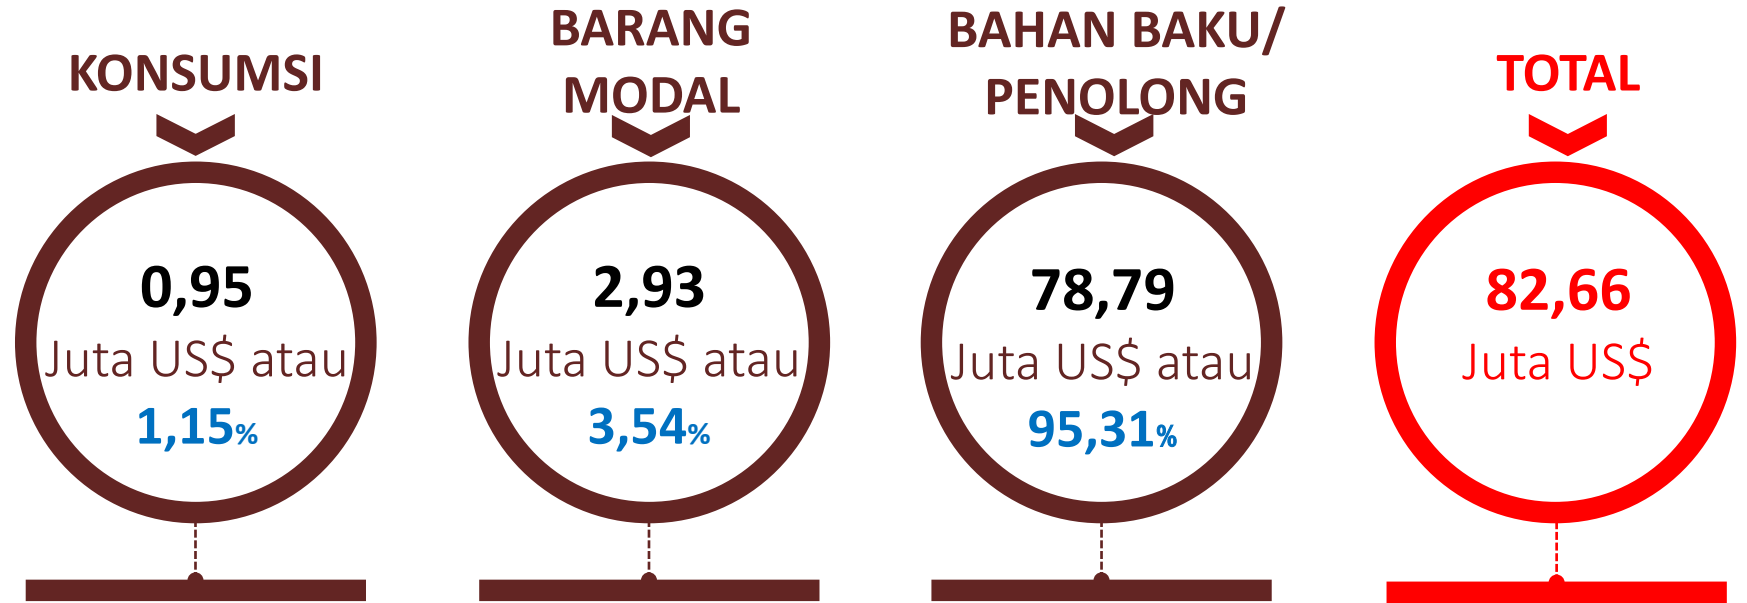 KONSUMSI
0,95
Juta US$ atau
1,15%
BARANG
MODAL
2,93
Juta US$ atau
3,54%
BAHAN BAKU/
PENOLONG
78,79
Juta US$ atau
95,31%
TOTAL
82,66
Juta US$